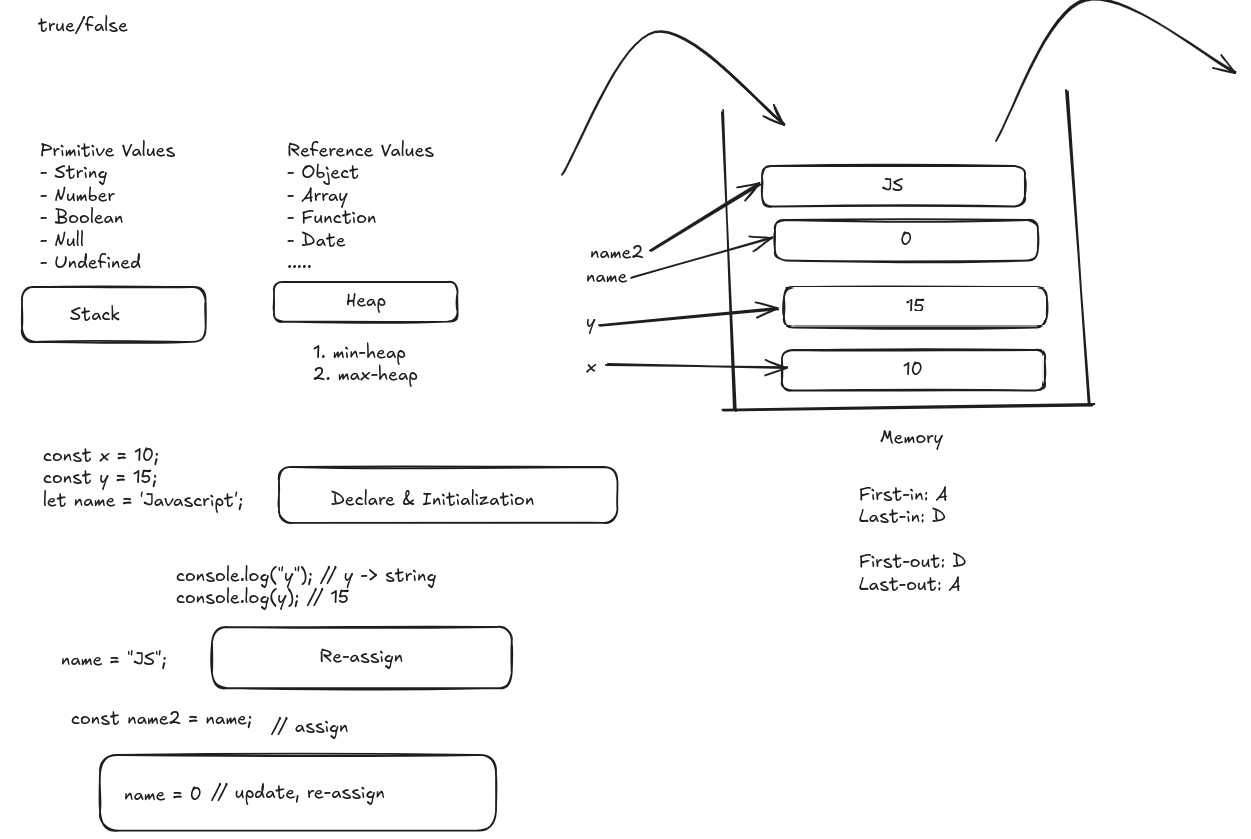 true/false
Primitive Values
- String
- Number
- Boolean
- Null
- Undefined
Stack
Reference Values
- Object
- Array
- Function
- Date
.....
Heap
1. min-heap
2. max-heap
const x = 10;
const y = 15;
let name = 'Javascript';
Declare & Initialization
console.log("y"); // y -> string
console.log(y); // 15
name = "JS";
Re-assign
const name2 = name;
// assign
name = 0 // update, re-assign
name2
name
y
x
JS
0
15
10
Memory
First-in: A
Last-in: D
First-out: D
Last-out: A